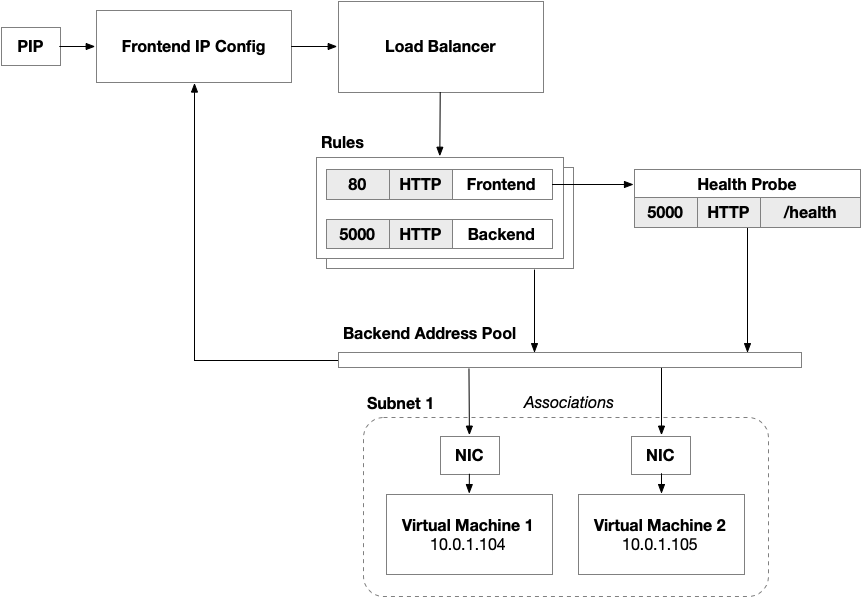 PIP
Frontend IP Config
Load Balancer
Rules
80 HTTP Frontend
5000 HTTP Backend
Health Probe
5000 HTTP /health
Backend Address Pool
Subnet 1
Associations
NIC
NIC
Virtual Machine 1
10.0.1.104
Virtual Machine 2
10.0.1.105